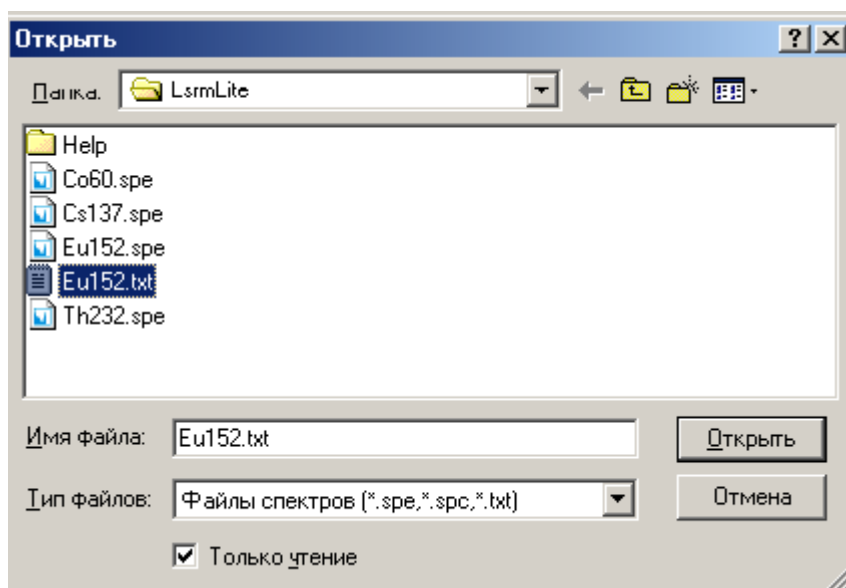 Открыть
Папка: LsrmLite
Help
Co60.spe
Cs137.spe
Eu152.spe
Eu152.txt
Th232.spe
Имя файла: Eu152.txt Открыть
Тип файлов: Файлы спектров (*.spe,*.spc,*.txt) Отмена
Только чтение